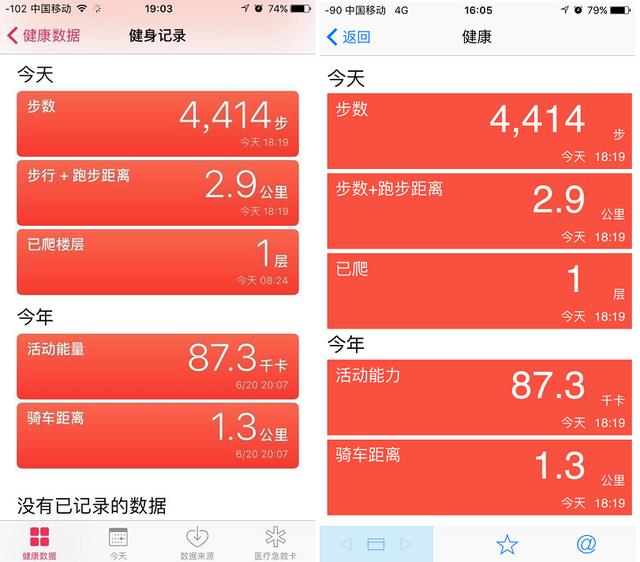 -102 中国移动 19:03 74%
健康数据 健身记录
今天
步数 4,414步
今天 18:19
步行 + 跑步距离 2.9公里
今天 18:19
已爬楼层 1层
今天 08:24
今年
活动能量 87.3千卡
6/20 20:07
骑车距离 1.3公里
6/20 20:07
没有已记录的数据
健康数据 今天 数据来源 医疗急救卡
-90 中国移动 4G 16:05 79%
返回 健康
今天
步数 4,414 步
今天 18:19
步数+跑步距离 2.9 公里
今天 18:19
已爬 1 层
今天 18:19
今年
活动能力 87.3 千卡
今天 18:19
骑车距离 1.3 公里
今天 18:19
@